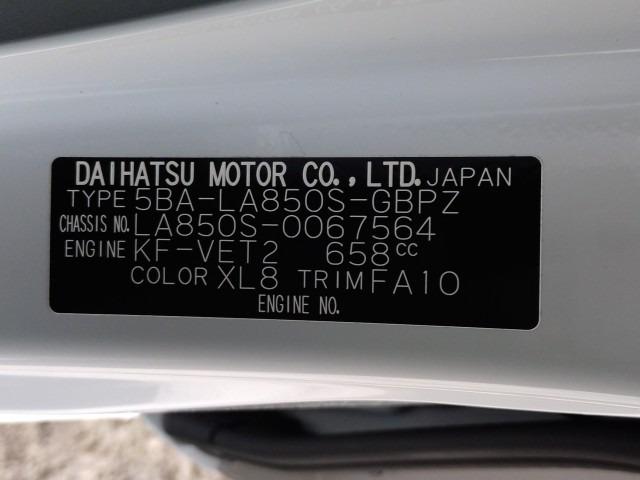 DAIHATSU MOTOR CO.,LTD. JAPAN
TYPE 5BA-LA850S-GBPZ
CHASSIS NO. LA850S-0067564
ENGINE KF-VET2 658CC
COLOR XL8 TRIM FA10
ENGINE NO.